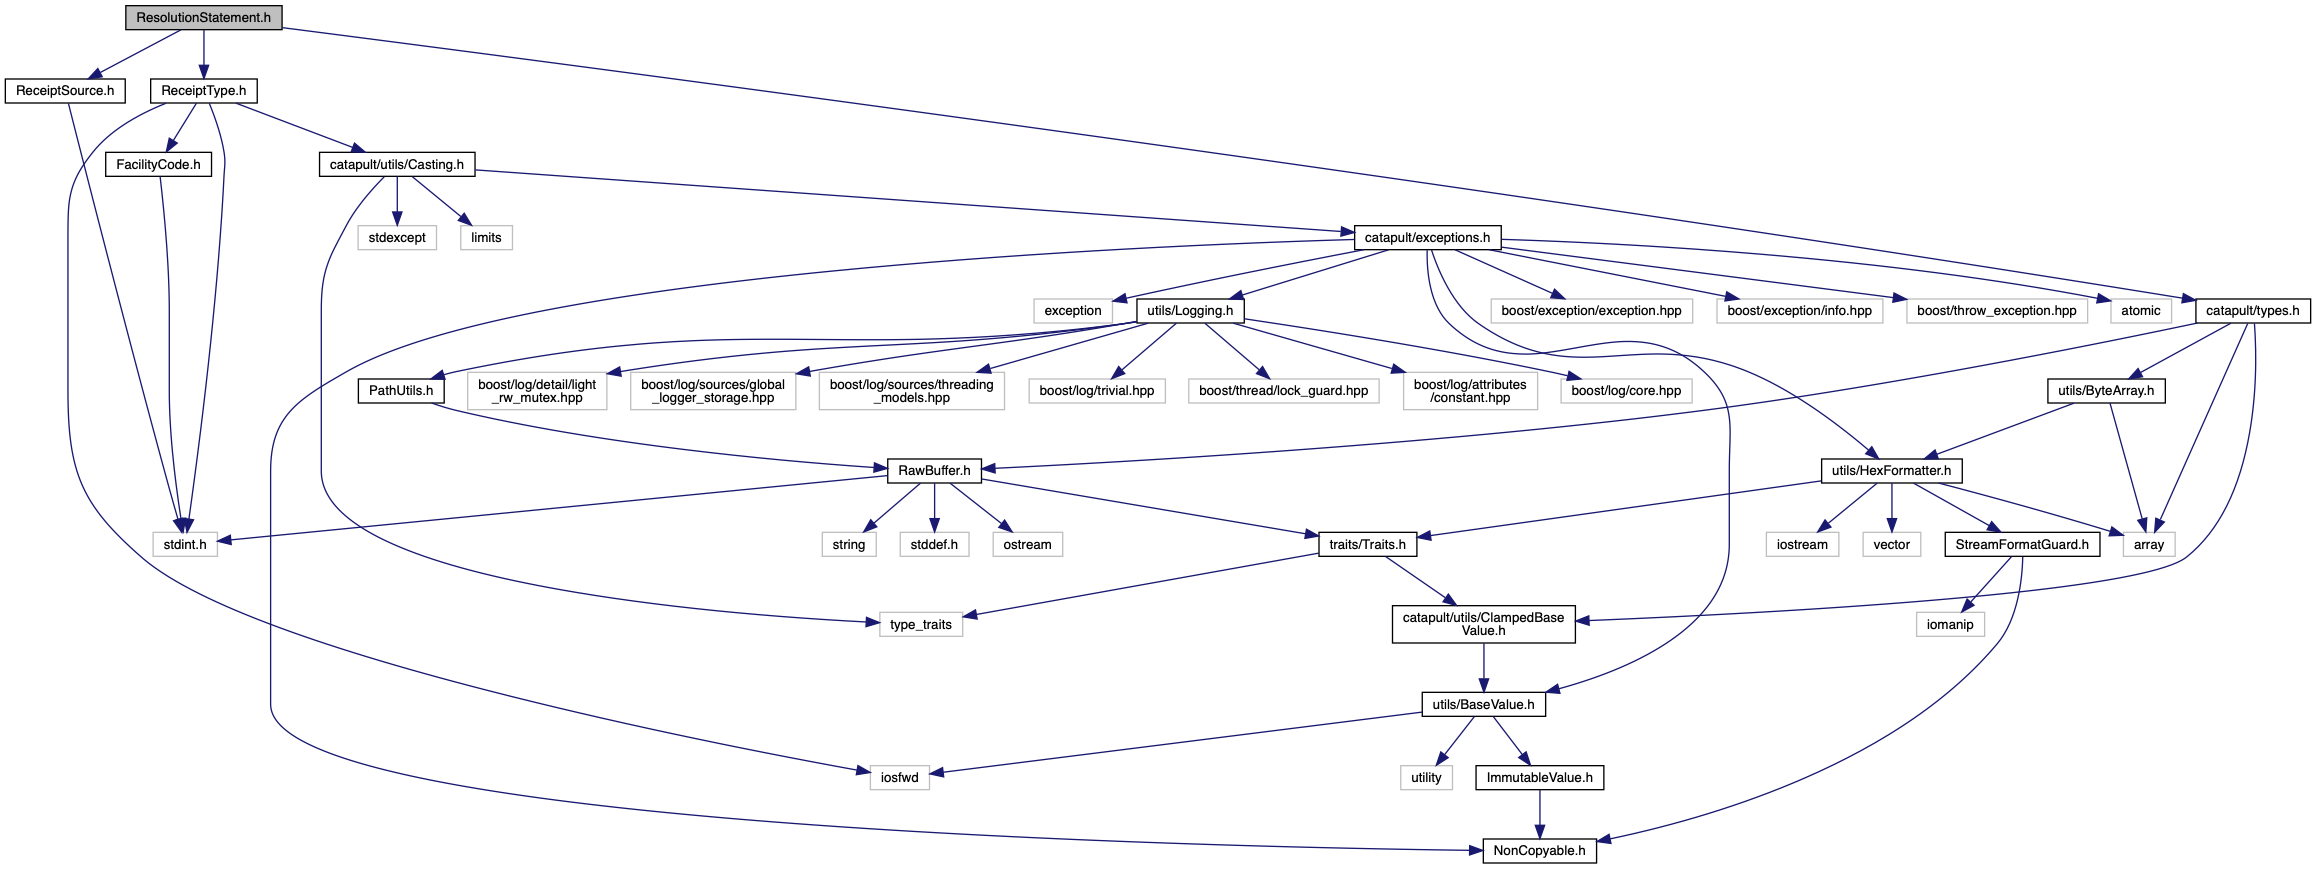 ResolutionStatement.h
ReceiptSource.h
ReceiptType.h
FacilityCode.h
catapult/utils/Casting.h
stdexcept
limits
catapult/exceptions.h
exception
utils/Logging.h
boost/exception/exception.hpp
boost/exception/info.hpp
boost/throw_exception.hpp
atomic
catapult/types.h
PathUtils.h
boost/log/detail/light
_rw_mutex.hpp
boost/log/sources/global
_logger_storage.hpp
boost/log/sources/threading
_models.hpp
boost/log/trivial.hpp
boost/thread/lock_guard.hpp
boost/log/attributes
/constant.hpp
boost/log/core.hpp
utils/ByteArray.h
RawBuffer.h
utils/HexFormatter.h
stdint.h
string
stddef.h
ostream
traits/Traits.h
iostream
vector
StreamFormatGuard.h
array
type_traits
catapult/utils/ClampedBase
Value.h
iomanip
utils/BaseValue.h
iosfwd
utility
ImmutableValue.h
NonCopyable.h